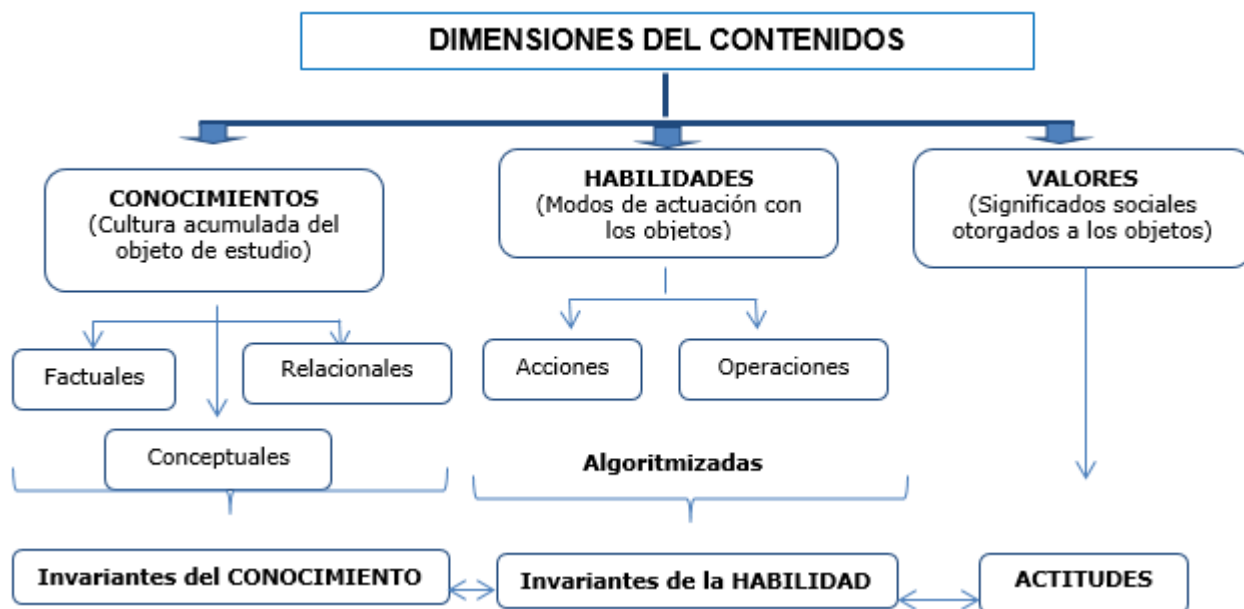 DIMENSIONES DEL CONTENIDOS
CONOCIMIENTOS
(Cultura acumulada del
objeto de estudio)
HABILIDADES
(Modos de actuación con
los objetos)
VALORES
(Significados sociales
otorgados a los objetos)
Factuales
Relacionales
Acciones
Operaciones
Conceptuales
Algoritmizadas
Invariantes del CONOCIMIENTO
Invariantes de la HABILIDAD
ACTITUDES